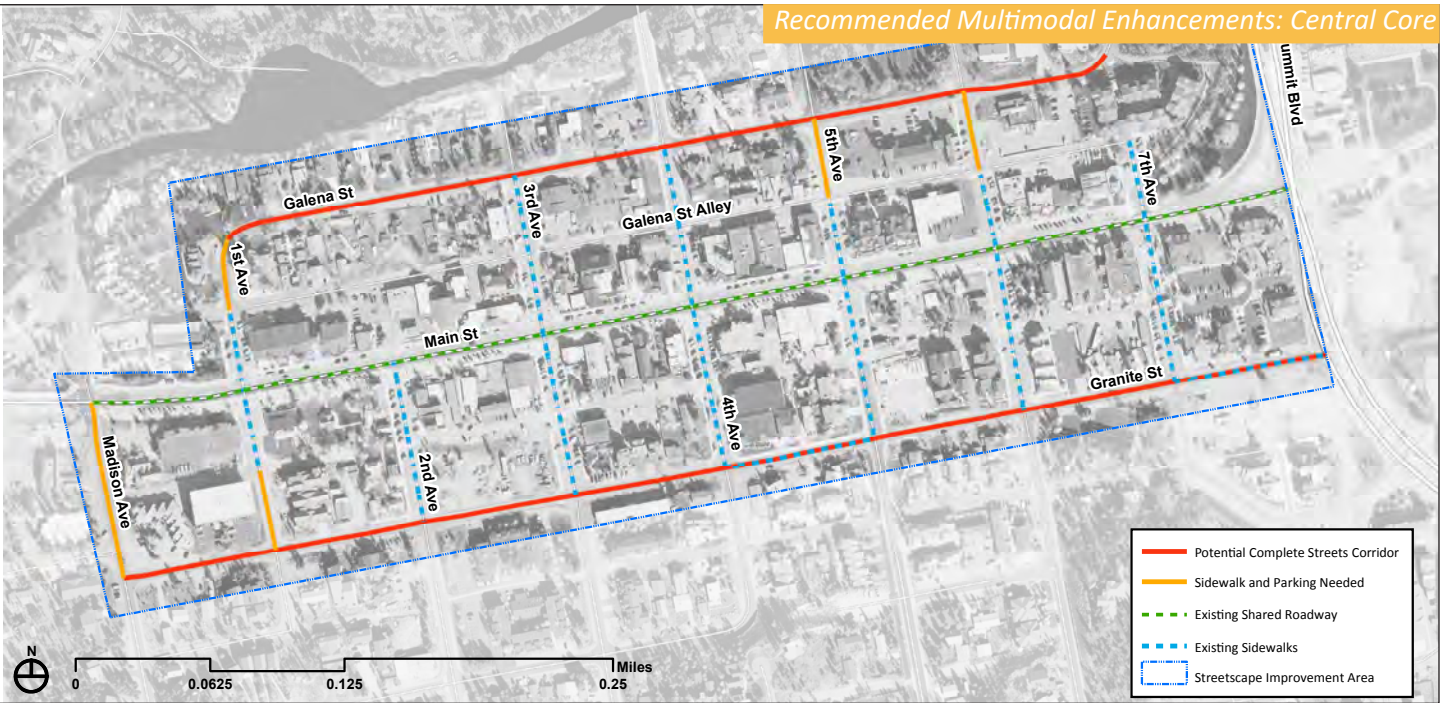 Recommended Multimodal Enhancements: Central Core
ummit Blvd
5th Ave
7th Ave
3rd Ave
Galena St
Galena St Alley
1st Ave
Main St
Granite St
4th Ave
Madison Ave
2nd Ave
Potential Complete Streets Corridor
Sidewalk and Parking Needed
Existing Shared Roadway
Existing Sidewalks
Streetscape Improvement Area
N
Miles
0 0.0625 0.125 0.25